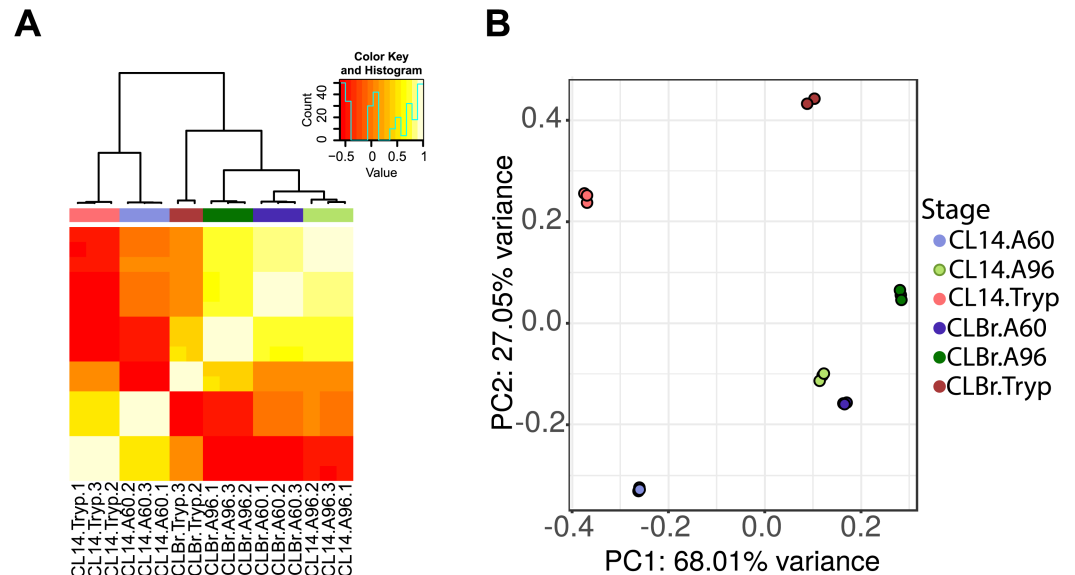 A
B
Color Key
and Histogram
Count
0
20
40
−0.5
0
0.5
1
Value
CL14.Tryp.1
CL14.Tryp.3
CL14.Tryp.2
CL14.A60.2
CL14.A60.3
CL14.A60.1
CLBr.Tryp.3
CLBr.Tryp.2
CLBr.A96.1
CLBr.A96.3
CLBr.A96.2
CLBr.A60.1
CLBr.A60.2
CLBr.A60.3
CL14.A96.2
CL14.A96.3
CL14.A96.1
PC2: 27.05% variance
0.4
0.2
0.0
-0.2
-0.4
-0.2
0.0
0.2
PC1: 68.01% variance
Stage
CL14.A60
CL14.A96
CL14.Tryp
CLBr.A60
CLBr.A96
CLBr.Tryp